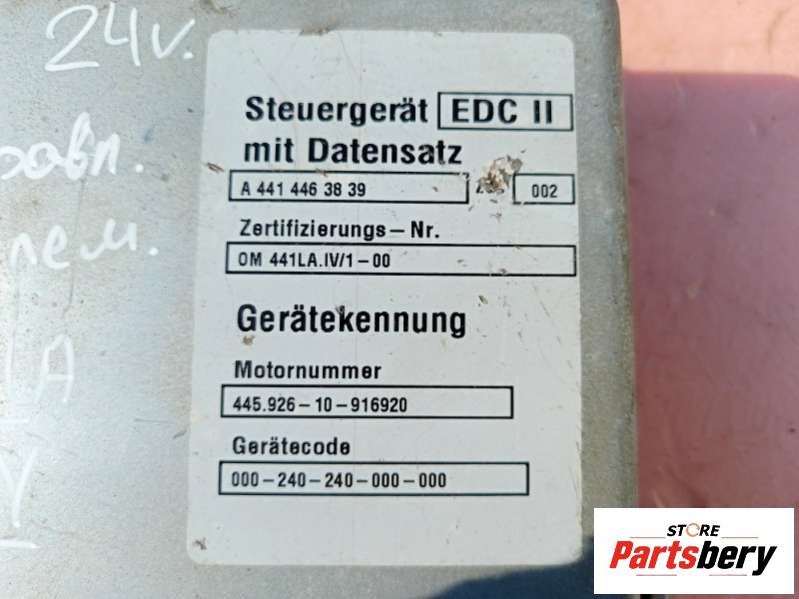 24v.
Steuergerät EDC II
mit Datensatz
A 441 446 38 39 002
Zertifizierungs-Nr.
OM 441LA.IV/1-00
Gerätekennung
Motornummer
445.926-10-916920
Gerätecode
000-240-240-000-000
STORE
Partsbery